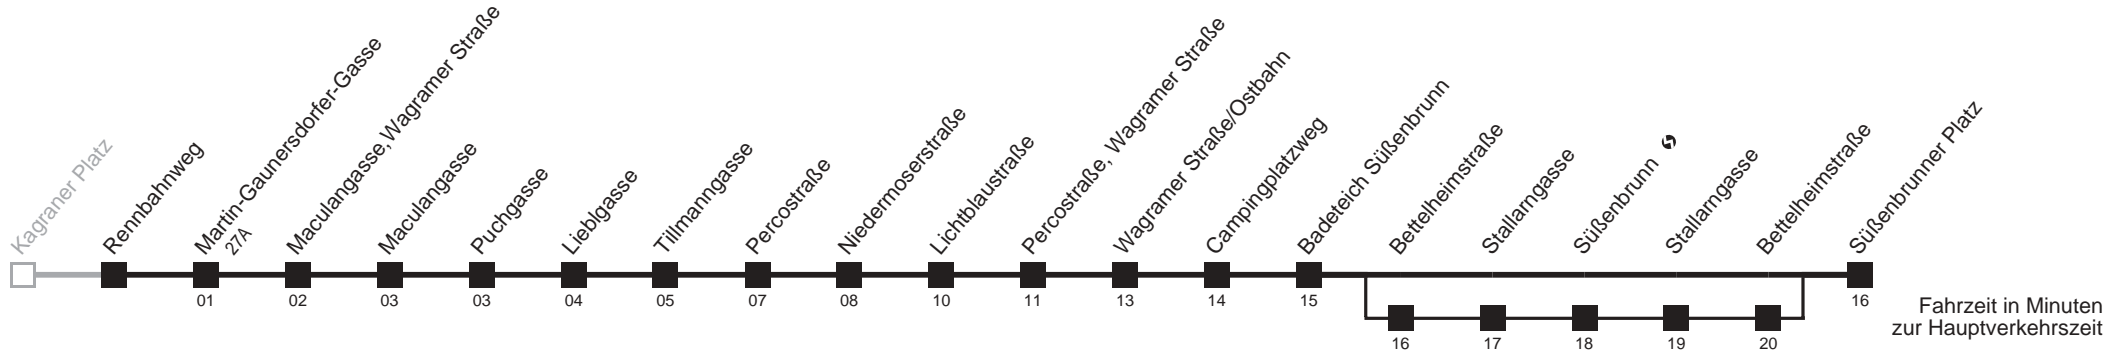 Kagraner Platz
Rennbahnweg
Martin-Gaunersdorfer-Gasse
27A
Maculangasse, Wagramer Straße
Maculangasse
Puchgasse
Lieblgasse
Tillmanngasse
Percostraße
Niedermoserstraße
Lichtblaustraße
Percostraße, Wagramer Straße
Wagramer Straße/Ostbahn
Campingplatzweg
Badeteich Süßenbrunn
Bettelheimstraße
Stallarngasse
Süßenbrunn
Stallarngasse
Bettelheimstraße
Süßenbrunner Platz
01 02 03 03 04 05 07 08 10 11 13 14 15 16
16 17 18 19 20
Fahrzeit in Minuten
zur Hauptverkehrszeit